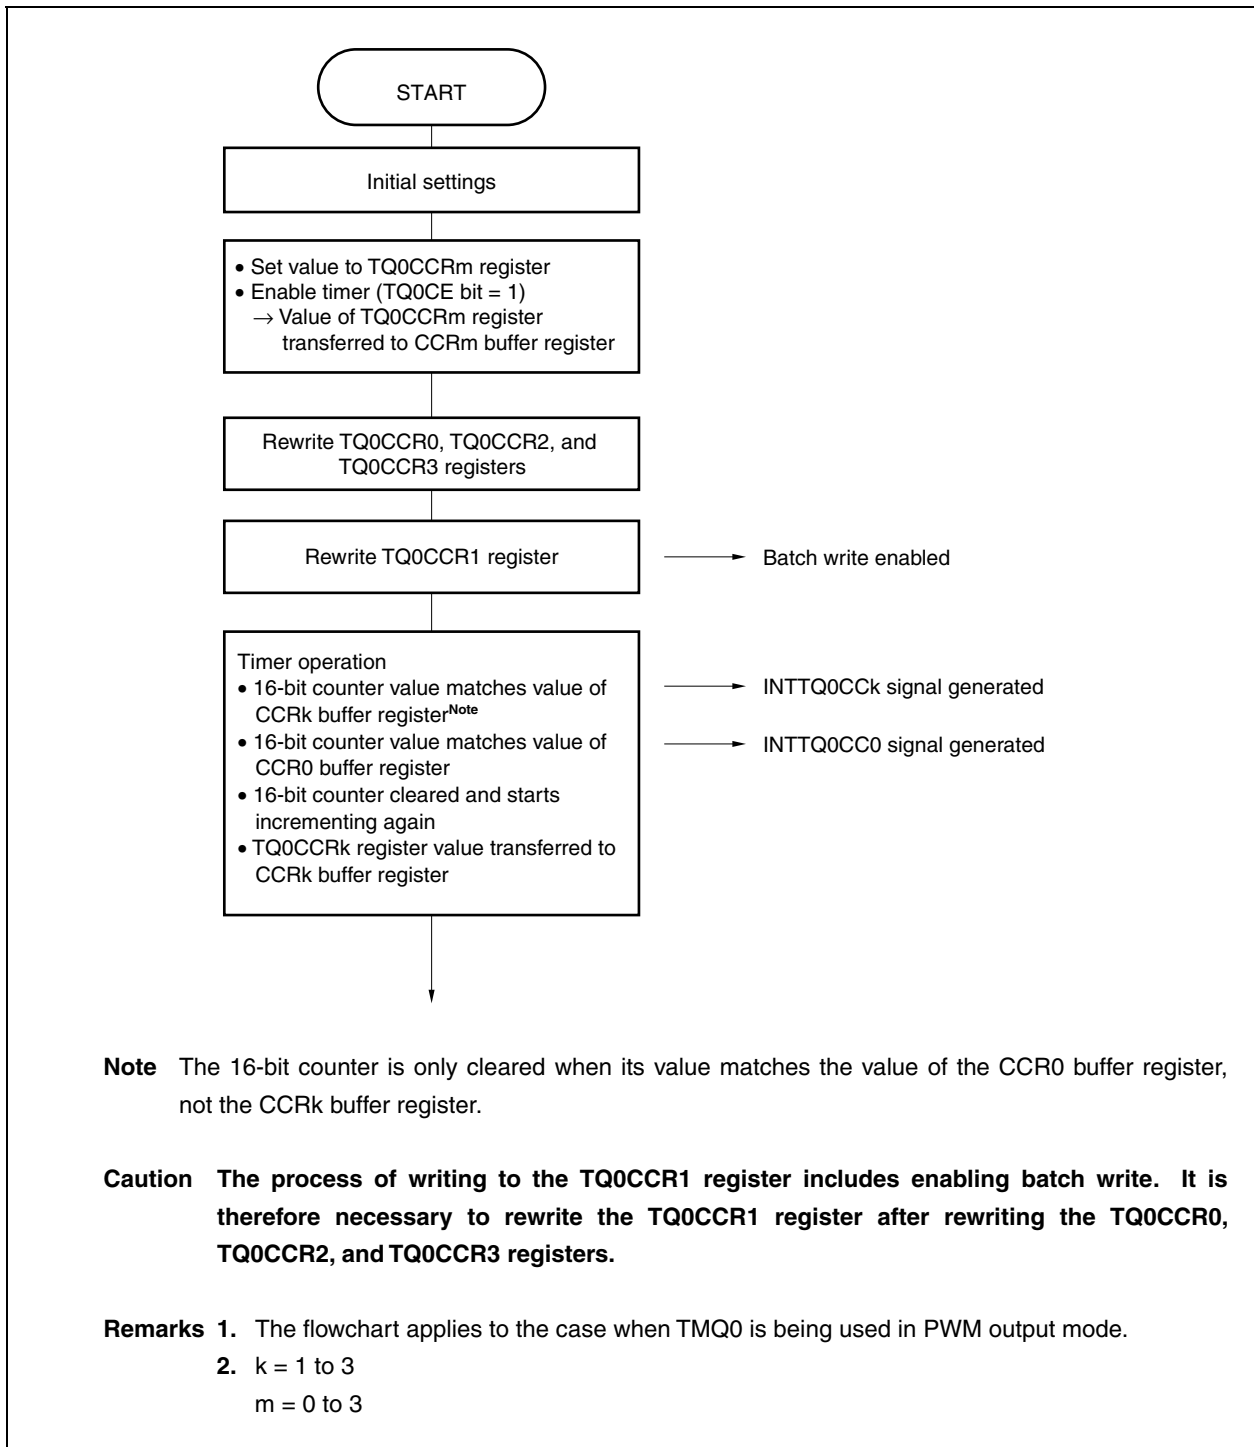 START
Initial settings
• Set value to TQ0CCRm register
• Enable timer (TQ0CE bit = 1)
→ Value of TQ0CCRm register
transferred to CCRm buffer register
Rewrite TQ0CCR0, TQ0CCR2, and
TQ0CCR3 registers
Rewrite TQ0CCR1 register
Batch write enabled
Timer operation
• 16-bit counter value matches value of
CCRk buffer registerNote
INTTQ0CCk signal generated
• 16-bit counter value matches value of
CCR0 buffer register
INTTQ0CC0 signal generated
• 16-bit counter cleared and starts
incrementing again
• TQ0CCRk register value transferred to
CCRk buffer register
Note The 16-bit counter is only cleared when its value matches the value of the CCR0 buffer register,
not the CCRk buffer register.
Caution The process of writing to the TQ0CCR1 register includes enabling batch write. It is
therefore necessary to rewrite the TQ0CCR1 register after rewriting the TQ0CCR0,
TQ0CCR2, and TQ0CCR3 registers.
Remarks 1. The flowchart applies to the case when TMQ0 is being used in PWM output mode.
2. k = 1 to 3
m = 0 to 3